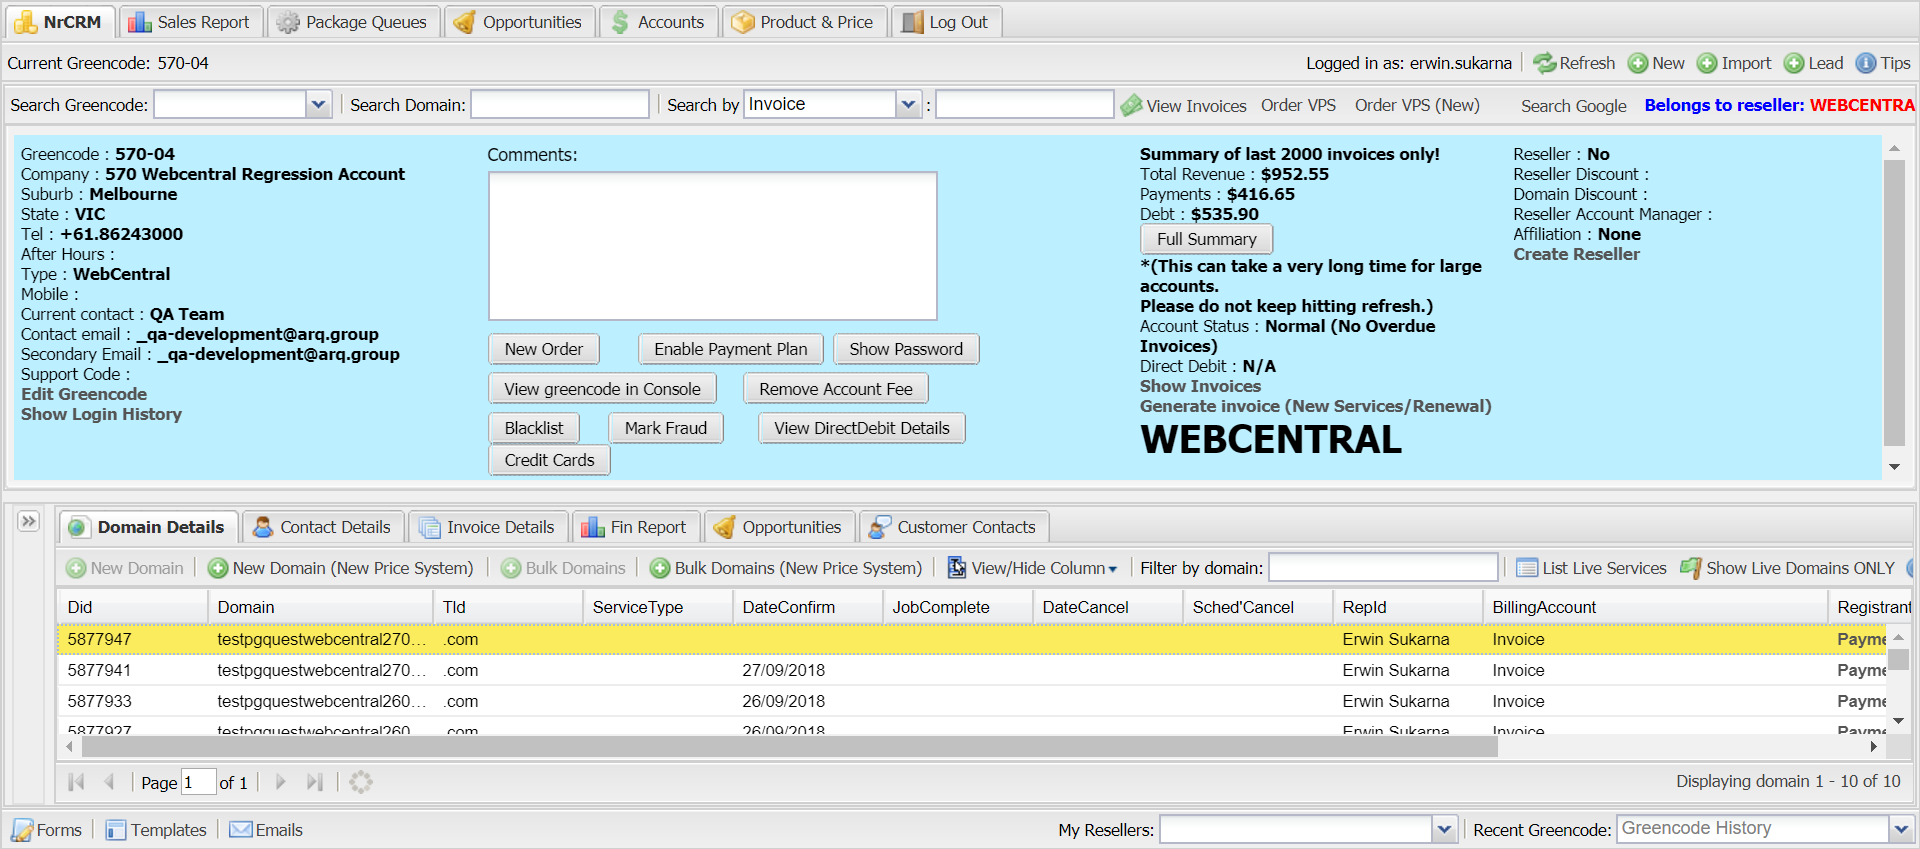 NrCRM Sales Report Package Queues Opportunities Accounts Product & Price Log Out
Current Greencode: 570-04 Logged in as: erwin.sukarna Refresh New Import Lead Tips
Search Greencode: Search Domain: Search by Invoice : View Invoices Order VPS Order VPS (New) Search Google Belongs to reseller: WEBCENTRA
Greencode : 570-04
Company : 570 Webcentral Regression Account
Suburb : Melbourne
State : VIC
Tel : +61.86243000
After Hours :
Type : WebCentral
Mobile :
Current contact : QA Team
Contact email : _qa-development@arq.group
Secondary Email : _qa-development@arq.group
Support Code :
Edit Greencode
Show Login History
Comments:
New Order Enable Payment Plan Show Password
View greencode in Console Remove Account Fee
Blacklist Mark Fraud View DirectDebit Details
Credit Cards
Summary of last 2000 invoices only!
Total Revenue : $952.55
Payments : $416.65
Debt : $535.90
Full Summary
*(This can take a very long time for large
accounts.
Please do not keep hitting refresh.)
Account Status : Normal (No Overdue
Invoices)
Direct Debit : N/A
Show Invoices
Generate invoice (New Services/Renewal)
WEBCENTRAL
Reseller : No
Reseller Discount :
Domain Discount :
Reseller Account Manager :
Affiliation : None
Create Reseller
Domain Details Contact Details Invoice Details Fin Report Opportunities Customer Contacts
New Domain New Domain (New Price System) Bulk Domains Bulk Domains (New Price System) View/Hide Column Filter by domain: List Live Services Show Live Domains ONLY
Did Domain Tld ServiceType DateConfirm JobComplete DateCancel Sched'Cancel RepId BillingAccount Registrant
5877947 testpgquestwebcentral270... .com Erwin Sukarna Invoice Payme
5877941 testpgquestwebcentral270... .com 27/09/2018 Erwin Sukarna Invoice Payme
5877933 testpgquestwebcentral260... .com 26/09/2018 Erwin Sukarna Invoice Payme
5877927 testpgquestwebcentral260... .com 26/09/2018 Erwin Sukarna Invoice Payme
Page 1 of 1 Displaying domain 1 - 10 of 10
Forms Templates Emails My Resellers: Recent Greencode: Greencode History